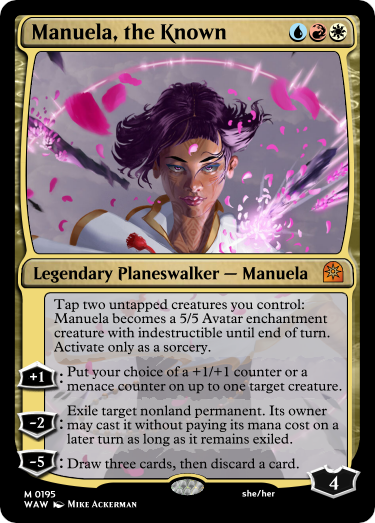 Manuela, the Known
Legendary Planeswalker — Manuela
Tap two untapped creatures you control:
Manuela becomes a 5/5 Avatar enchantment
creature with indestructible until end of turn.
Activate only as a sorcery.
+1: Put your choice of a +1/+1 counter or a
menace counter on up to one target creature.
-2: Exile target nonland permanent. Its owner
may cast it without paying its mana cost on a
later turn as long as it remains exiled.
-5: Draw three cards, then discard a card.
4
M 0195
she/her
WAW Mike Ackerman